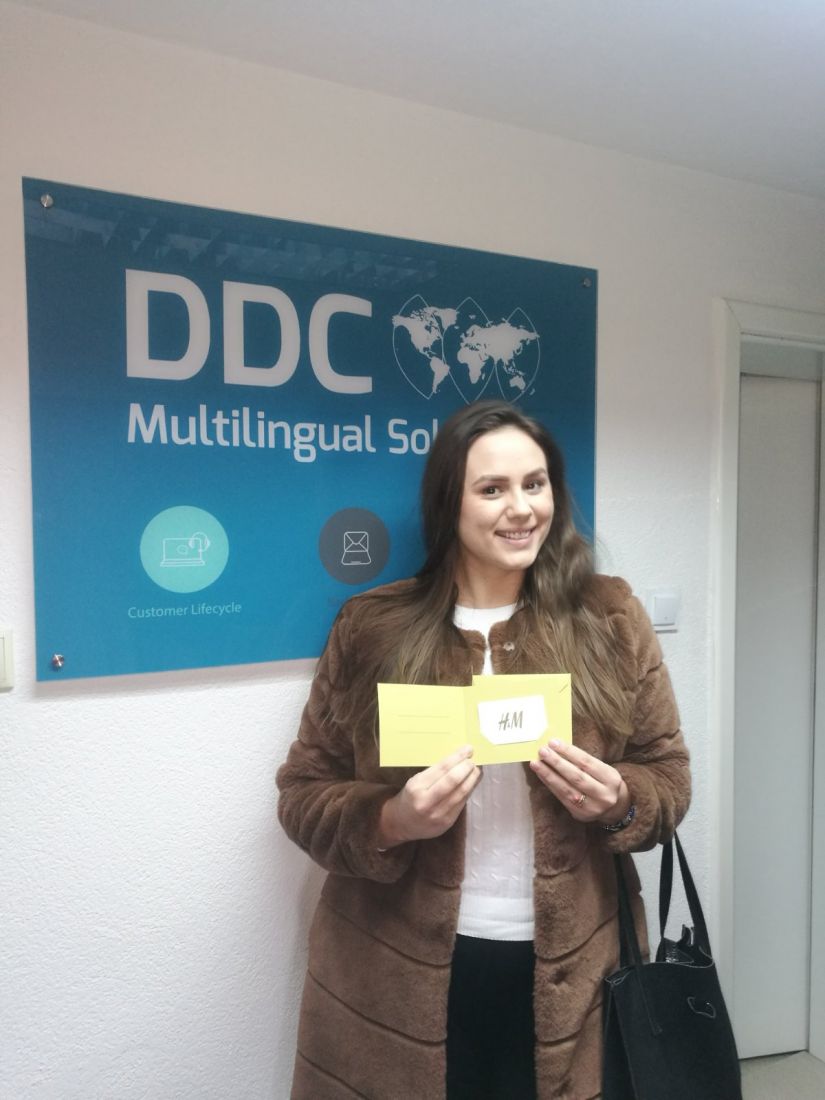 DDC
Multilingual Sol
Customer Lifecycle
H&M